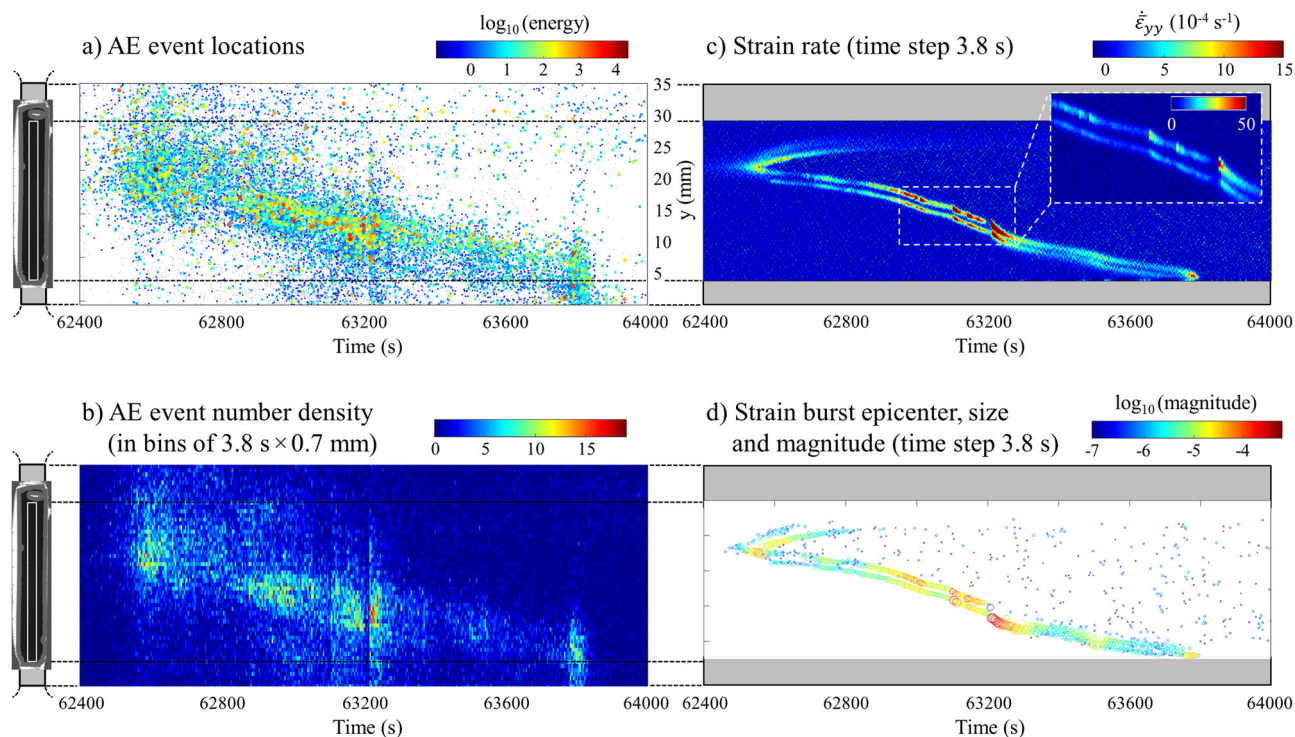 a) AE event locations
log₁₀(energy)
0 1 2 3 4
35
30
25
20
15
10
5
y (mm)
62400 62800 63200 63600 64000
Time (s)
c) Strain rate (time step 3.8 s)
ε̇̄yy (10⁻⁴ s⁻¹)
0 5 10 15
0 50
62400 62800 63200 63600 64000
Time (s)
b) AE event number density
(in bins of 3.8 s × 0.7 mm)
0 5 10 15
62400 62800 63200 63600 64000
Time (s)
d) Strain burst epicenter, size
and magnitude (time step 3.8 s)
log₁₀(magnitude)
-7 -6 -5 -4
62400 62800 63200 63600 64000
Time (s)